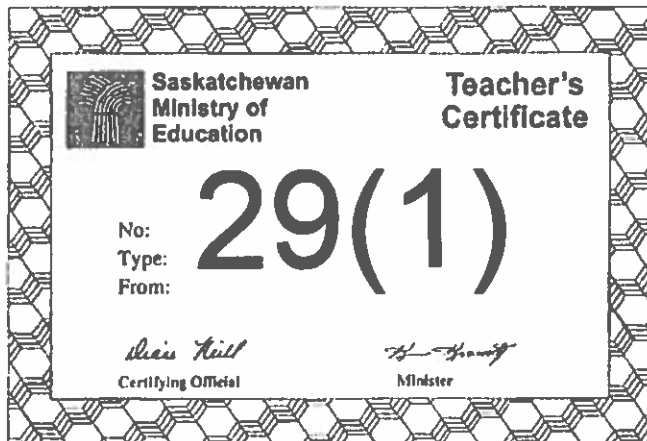 Saskatchewan
Ministry of
Education
Teacher's
Certificate
29(1)
No:
Type:
From:
Certifying Official
Minister